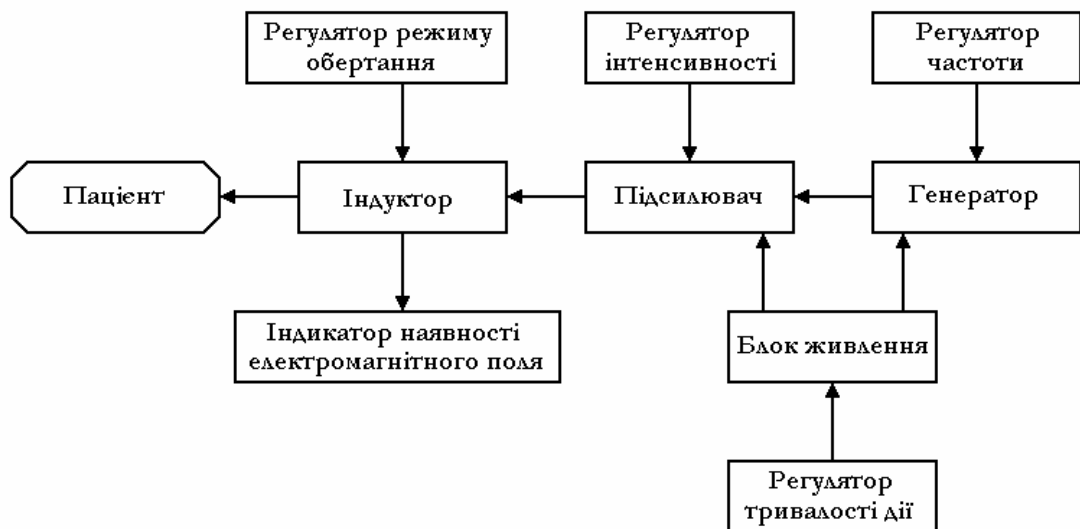 Регулятор режиму
обертання
Регулятор
інтенсивності
Регулятор
частоти
Пацієнт
Індуктор
Підсилювач
Генератор
Індикатор наявності
електромагнітного поля
Блок живлення
Регулятор
тривалості дії